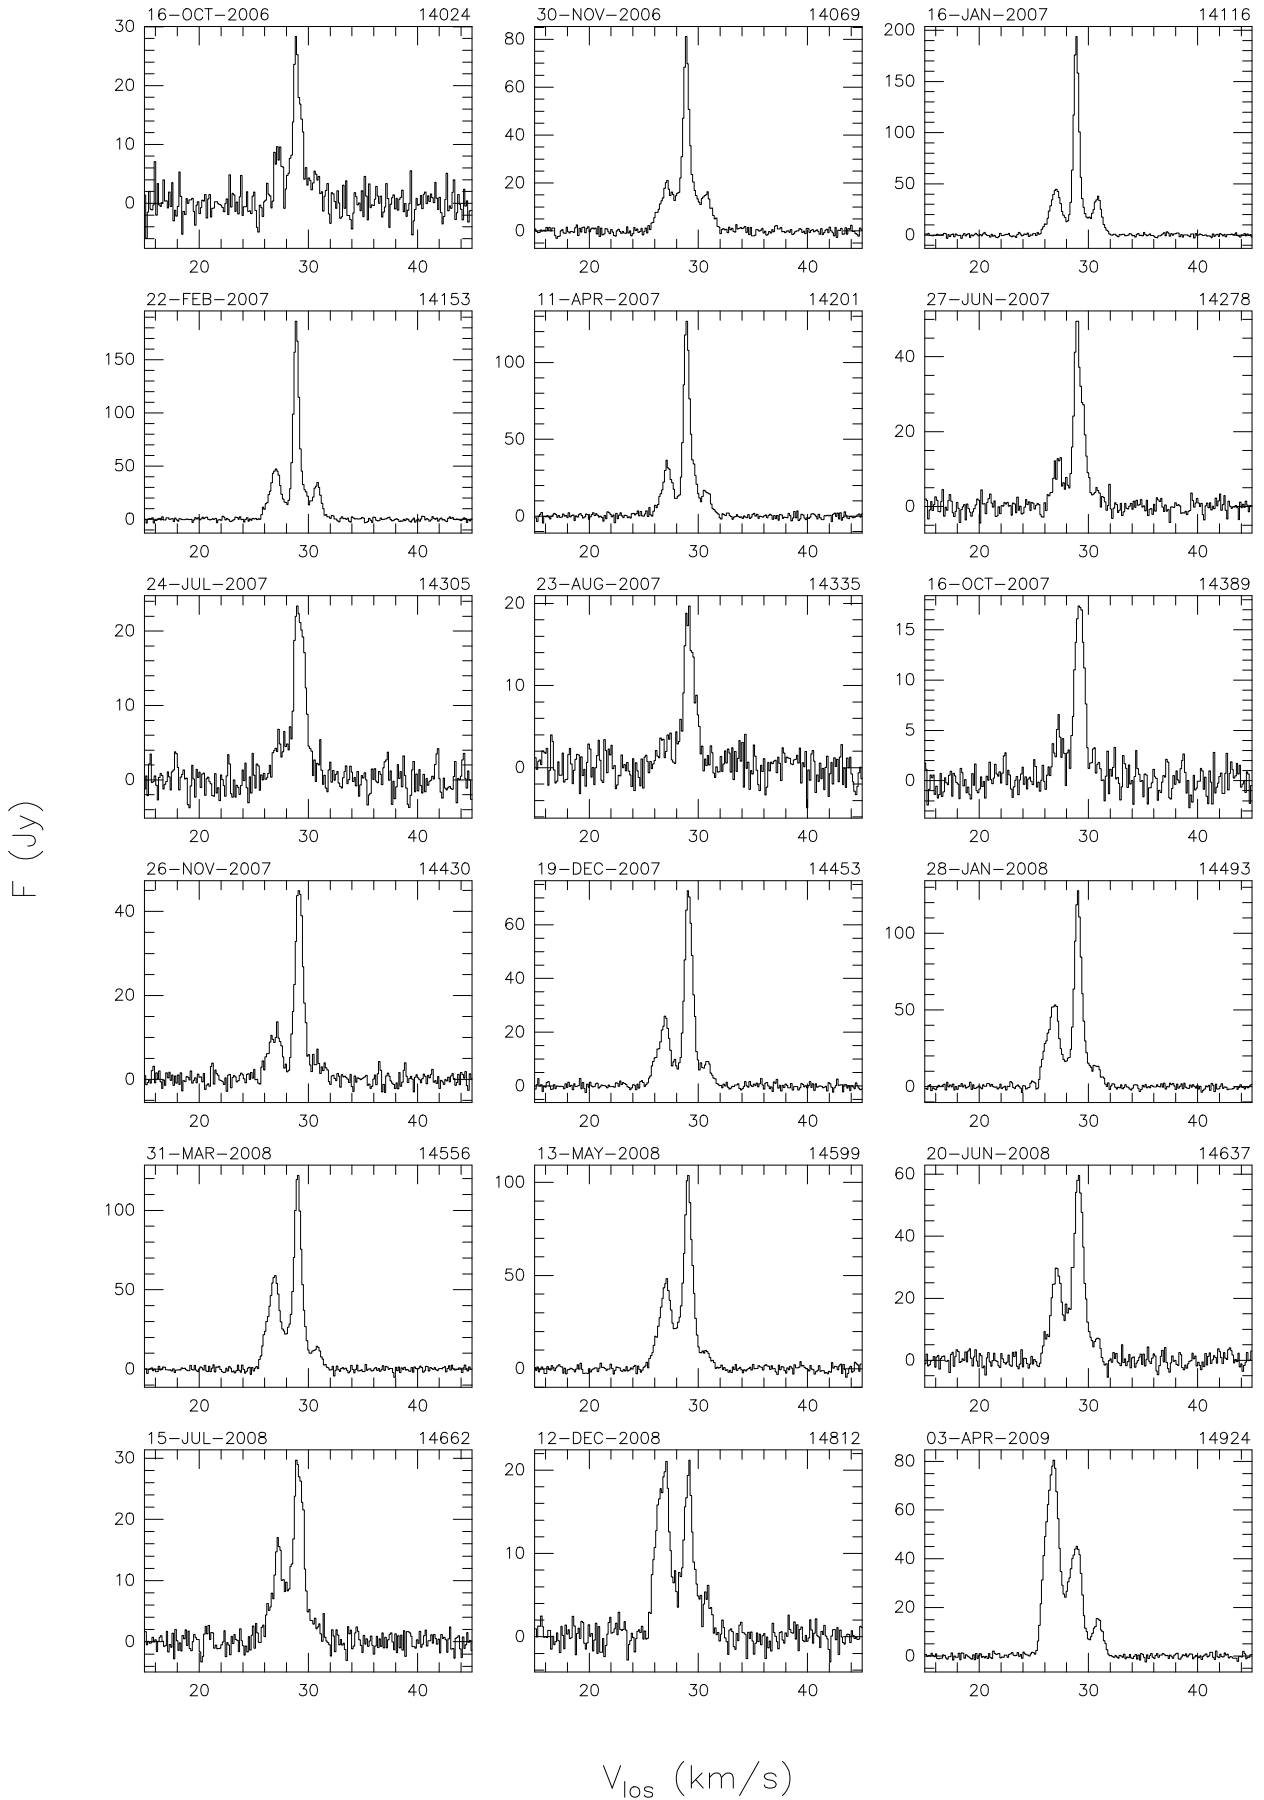 16-OCT-2006 14024
30
20
10
0
20 30 40
30-NOV-2006 14069
80
60
40
20
0
20 30 40
16-JAN-2007 14116
200
150
100
50
0
20 30 40
22-FEB-2007 14153
150
100
50
0
20 30 40
11-APR-2007 14201
100
50
0
20 30 40
27-JUN-2007 14278
40
20
0
20 30 40
24-JUL-2007 14305
20
10
0
20 30 40
23-AUG-2007 14335
20
10
0
20 30 40
16-OCT-2007 14389
15
10
5
0
20 30 40
F (Jy)
26-NOV-2007 14430
40
20
0
20 30 40
19-DEC-2007 14453
60
40
20
0
20 30 40
28-JAN-2008 14493
100
50
0
20 30 40
31-MAR-2008 14556
100
50
0
20 30 40
13-MAY-2008 14599
100
50
0
20 30 40
20-JUN-2008 14637
60
40
20
0
20 30 40
15-JUL-2008 14662
30
20
10
0
20 30 40
12-DEC-2008 14812
20
10
0
20 30 40
03-APR-2009 14924
80
60
40
20
0
20 30 40
V_los (km/s)